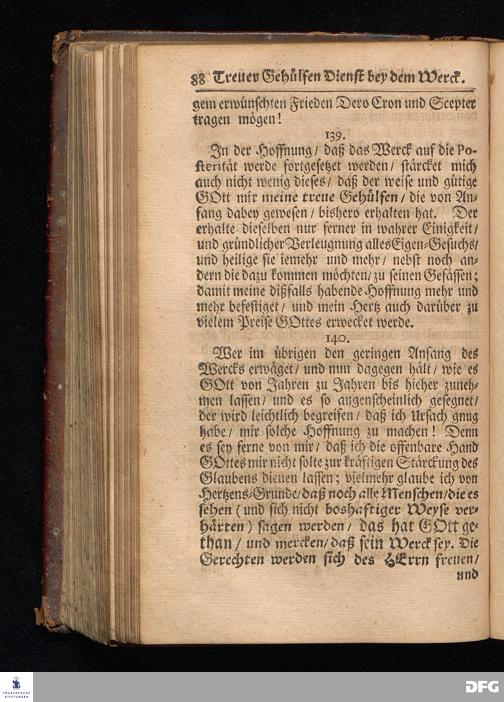 88 Treuer Gehülfen Dienst bey dem Werck.
gem erwünschten Frieden Dero Cron und Scepter
tragen mögen!
139.
In der Hoffnung/ daß das Werck auf die Po-
sterität werde fortgesetzet werden/ stärcket mich
auch nicht wenig dieses/ daß der weise und gütige
GOtt mir meine treue Gehülfen/ die von An-
fang dabey gewesen/ bishero erhalten hat. Der
erhalte dieselben nur ferner in wahrer Einigkeit/
und gründlicher Verleugnung alles Eigen-Gesuchs/
und heilige sie iemehr und mehr/ nebst noch an-
dern die dazu kommen möchten/ zu seinen Gefässen;
damit meine dißfalls habende Hoffnung mehr und
mehr befestiget/ und mein Hertz auch darüber zu
vielem Preise GOttes erwecket werde.
140.
Wer im übrigen den geringen Anfang des
Wercks erwäget/ und nun dagegen hält/ wie es
GOtt von Jahren zu Jahren bis hieher zuneh-
men lassen/ und es so augenscheinlich gesegnet/
der wird leichtlich begreifen/ daß ich Ursach gnug
habe/ mir solche Hoffnung zu machen! Denn
es sey ferne von mir/ daß ich die offenbare Hand
GOttes mir nicht solte zur kräftigen Stärckung des
Glaubens dienen lassen; vielmehr glaube ich von
Hertzens-Grunde/ daß noch alle Menschen/ die es
sehen (und sich nicht boshaftiger Weyse ver-
härten) sagen werden/ das hat GOtt ge-
than/ und mercken/ daß sein Werck sey. Die
Gerechten werden sich des HErrn freuen/
und
DFG
FRANCKESCHE
STIFTUNGEN